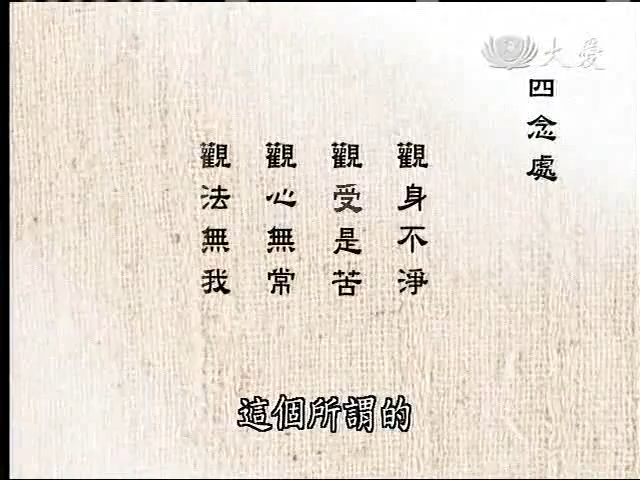 大愛
四念處
觀身不淨
觀受是苦
觀心無常
觀法無我
這個所謂的